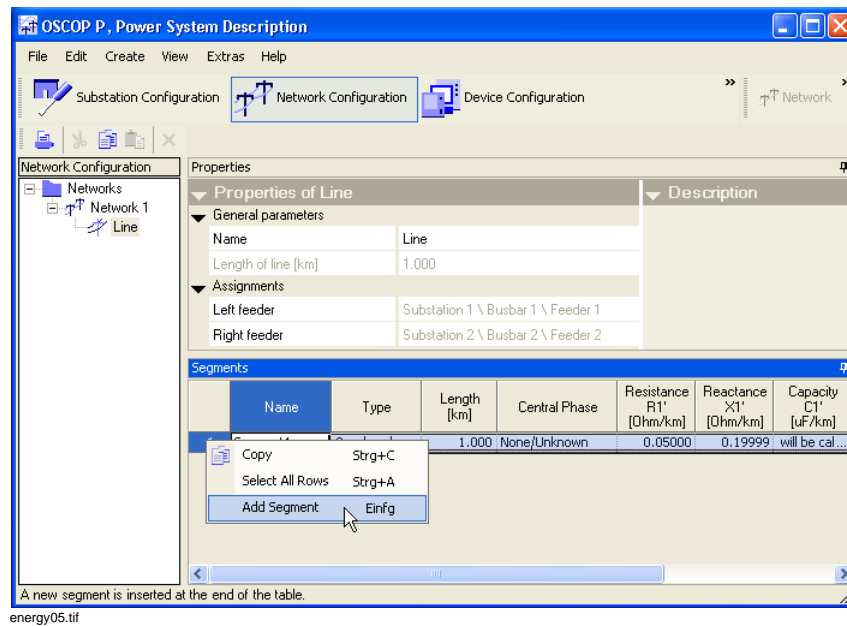 OSCOP P, Power System Description
File Edit Create View Extras Help
Substation Configuration Network Configuration Device Configuration » Network
Network Configuration
Networks
Network 1
Line
Properties
Properties of Line Description
General parameters
Name Line
Length of line [km] 1.000
Assignments
Left feeder Substation 1 \ Busbar 1 \ Feeder 1
Right feeder Substation 2 \ Busbar 2 \ Feeder 2
Segments
Name Type Length [km] Central Phase Resistance R1' [Ohm/km] Reactance X1' [Ohm/km] Capacity C1' [uF/km]
1.000 None/Unknown 0.05000 0.19999 will be cal...
Copy Strg+C
Select All Rows Strg+A
Add Segment Einfg
A new segment is inserted at the end of the table.
energy05.tif